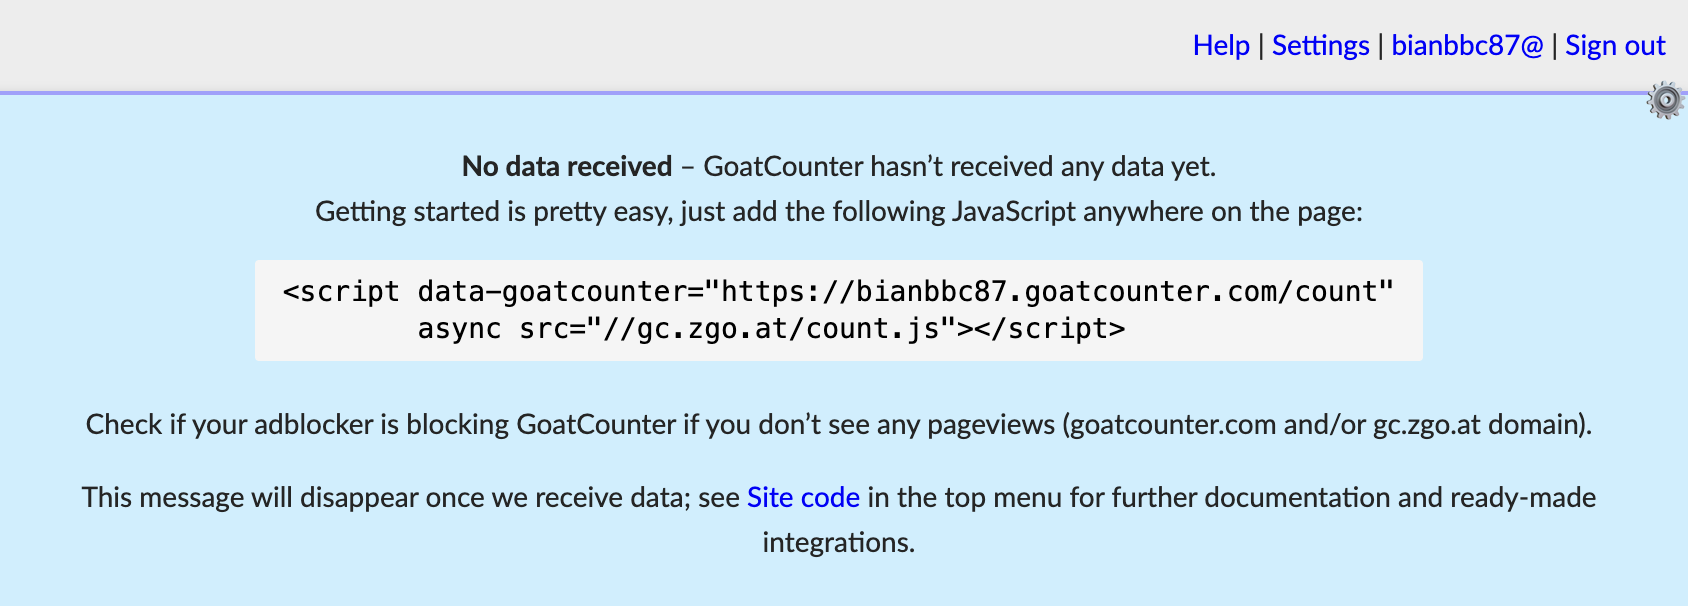 Help | Settings | bianbbc87@ | Sign out
No data received – GoatCounter hasn’t received any data yet.
Getting started is pretty easy, just add the following JavaScript anywhere on the page:
<script data-goatcounter="https://bianbbc87.goatcounter.com/count"
        async src="//gc.zgo.at/count.js"></script>
Check if your adblocker is blocking GoatCounter if you don’t see any pageviews (goatcounter.com and/or gc.zgo.at domain).
This message will disappear once we receive data; see Site code in the top menu for further documentation and ready-made
integrations.